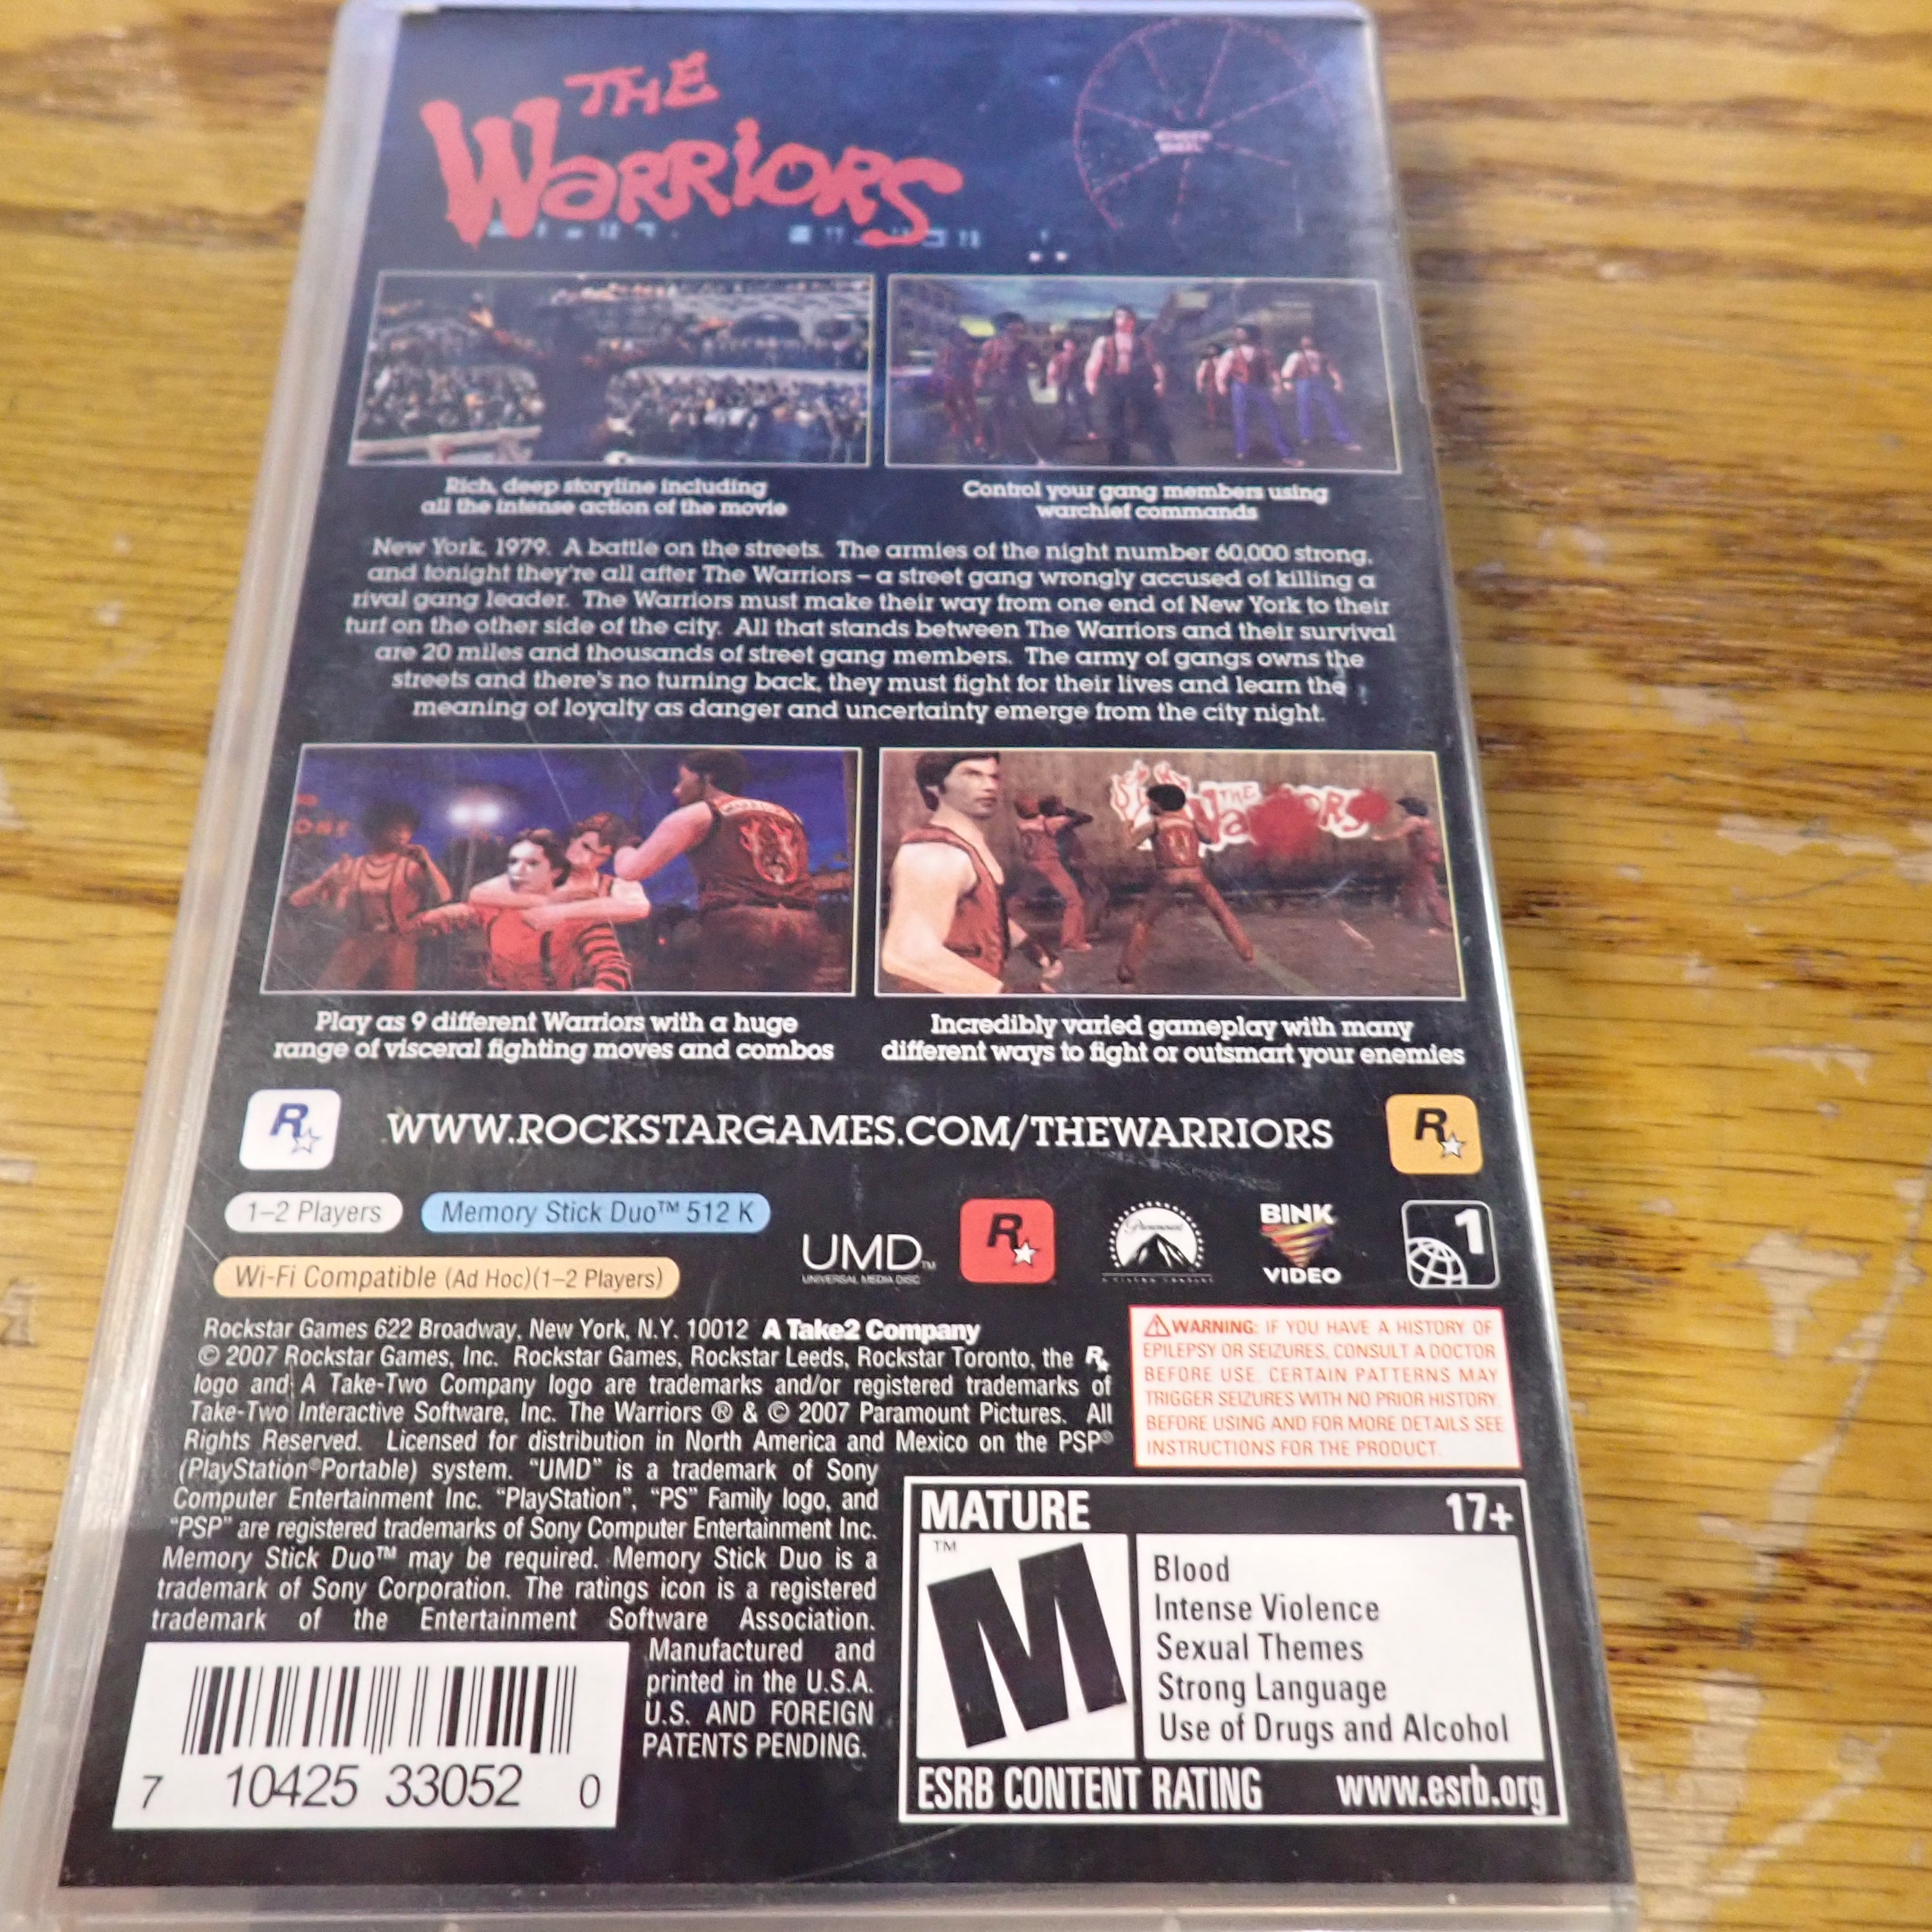 THE
WARRIORS
WONDER
WHEEL
Rich, deep storyline including
all the intense action of the movie
Control your gang members using
warchief commands
New York, 1979. A battle on the streets. The armies of the night number 60,000 strong,
and tonight they're all after The Warriors – a street gang wrongly accused of killing a
rival gang leader. The Warriors must make their way from one end of New York to their
turf on the other side of the city. All that stands between The Warriors and their survival
are 20 miles and thousands of street gang members. The army of gangs owns the
streets and there's no turning back, they must fight for their lives and learn the
meaning of loyalty as danger and uncertainty emerge from the city night.
THE
Play as 9 different Warriors with a huge
range of visceral fighting moves and combos
Incredibly varied gameplay with many
different ways to fight or outsmart your enemies
R
WWW.ROCKSTARGAMES.COM/THEWARRIORS
R
1–2 Players
Memory Stick Duo™ 512 K
Wi-Fi Compatible (Ad Hoc)(1–2 Players)
UMD™
UNIVERSAL MEDIA DISC
R
Paramount
BINK
VIDEO
1
Rockstar Games 622 Broadway, New York, N.Y. 10012 A Take2 Company
© 2007 Rockstar Games, Inc. Rockstar Games, Rockstar Leeds, Rockstar Toronto, the R
logo and A Take-Two Company logo are trademarks and/or registered trademarks of
Take-Two Interactive Software, Inc. The Warriors ® & © 2007 Paramount Pictures. All
Rights Reserved. Licensed for distribution in North America and Mexico on the PSP®
(PlayStation®Portable) system. "UMD" is a trademark of Sony
Computer Entertainment Inc. "PlayStation", "PS" Family logo, and
"PSP" are registered trademarks of Sony Computer Entertainment Inc.
Memory Stick Duo™ may be required. Memory Stick Duo is a
trademark of Sony Corporation. The ratings icon is a registered
trademark of the Entertainment Software Association.
Manufactured and
printed in the U.S.A.
U.S. AND FOREIGN
PATENTS PENDING.
WARNING: IF YOU HAVE A HISTORY OF
EPILEPSY OR SEIZURES, CONSULT A DOCTOR
BEFORE USE. CERTAIN PATTERNS MAY
TRIGGER SEIZURES WITH NO PRIOR HISTORY.
BEFORE USING AND FOR MORE DETAILS SEE
INSTRUCTIONS FOR THE PRODUCT.
MATURE 17+
™
M
Blood
Intense Violence
Sexual Themes
Strong Language
Use of Drugs and Alcohol
ESRB CONTENT RATING www.esrb.org
7 10425 33052 0